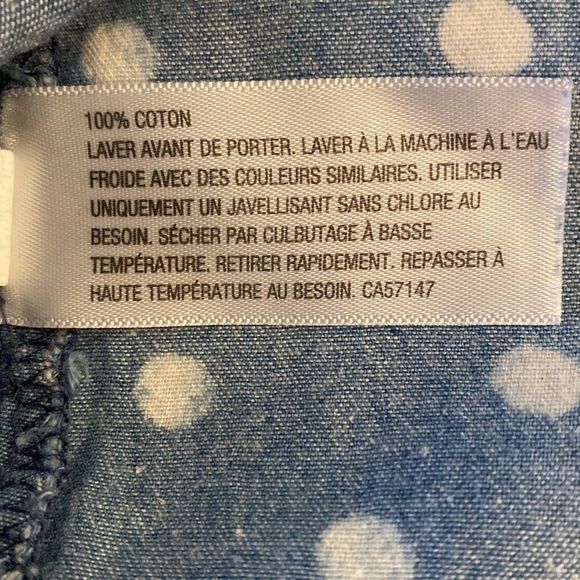 100% COTON
LAVER AVANT DE PORTER. LAVER À LA MACHINE À L'EAU
FROIDE AVEC DES COULEURS SIMILAIRES. UTILISER
UNIQUEMENT UN JAVELLISANT SANS CHLORE AU
BESOIN. SÉCHER PAR CULBUTAGE À BASSE
TEMPÉRATURE. RETIRER RAPIDEMENT. REPASSER À
HAUTE TEMPÉRATURE AU BESOIN. CA57147